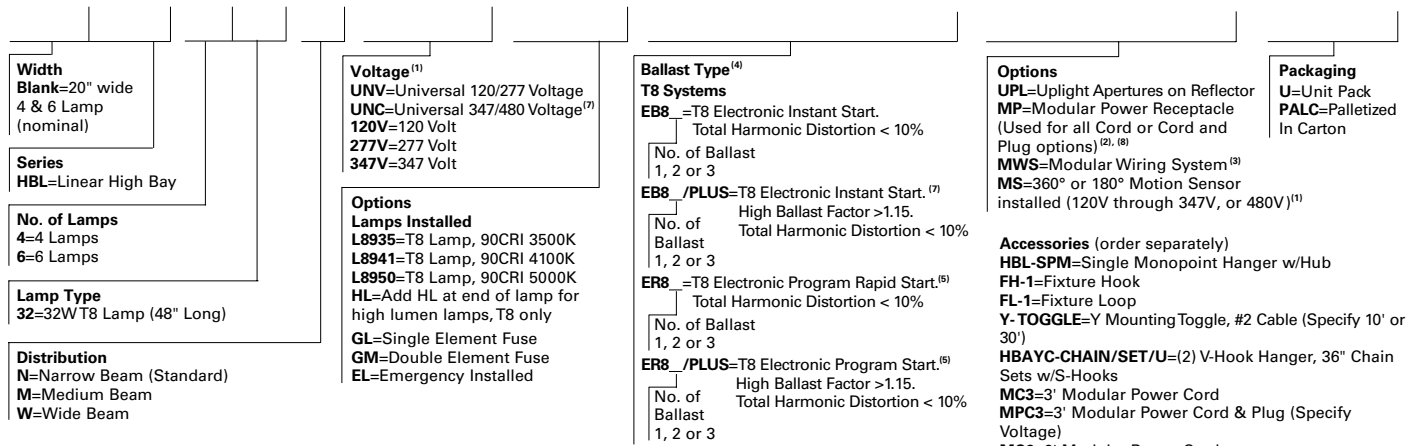 Width
Blank=20" wide
4 & 6 Lamp
(nominal)
Series
HBL=Linear High Bay
No. of Lamps
4=4 Lamps
6=6 Lamps
Lamp Type
32=32W T8 Lamp (48" Long)
Distribution
N=Narrow Beam (Standard)
M=Medium Beam
W=Wide Beam
Voltage (1)
UNV=Universal 120/277 Voltage
UNC=Universal 347/480 Voltage (7)
120V=120 Volt
277V=277 Volt
347V=347 Volt
Options
Lamps Installed
L8935=T8 Lamp, 90CRI 3500K
L8941=T8 Lamp, 90CRI 4100K
L8950=T8 Lamp, 90CRI 5000K
HL=Add HL at end of lamp for
high lumen lamps, T8 only
GL=Single Element Fuse
GM=Double Element Fuse
EL=Emergency Installed
Ballast Type (4)
T8 Systems
EB8_=T8 Electronic Instant Start.
Total Harmonic Distortion < 10%
No. of Ballast
1, 2 or 3
EB8_/PLUS=T8 Electronic Instant Start. (7)
High Ballast Factor >1.15.
Total Harmonic Distortion < 10%
No. of
Ballast
1, 2 or 3
ER8_=T8 Electronic Program Rapid Start. (5)
Total Harmonic Distortion < 10%
No. of Ballast
1, 2 or 3
ER8_/PLUS=T8 Electronic Program Start. (5)
High Ballast Factor >1.15.
Total Harmonic Distortion < 10%
No. of
Ballast
1, 2 or 3
Options
UPL=Uplight Apertures on Reflector
MP=Modular Power Receptacle
(Used for all Cord or Cord and
Plug options) (2), (8)
MWS=Modular Wiring System (3)
MS=360° or 180° Motion Sensor
installed (120V through 347V, or 480V) (1)
Accessories (order separately)
HBL-SPM=Single Monopoint Hanger w/Hub
FH-1=Fixture Hook
FL-1=Fixture Loop
Y-TOGGLE=Y Mounting Toggle, #2 Cable (Specify 10' or
30')
HBAYC-CHAIN/SET/U=(2) V-Hook Hanger, 36" Chain
Sets w/S-Hooks
MC3=3' Modular Power Cord
MPC3=3' Modular Power Cord & Plug (Specify
Voltage)
Packaging
U=Unit Pack
PALC=Palletized
In Carton